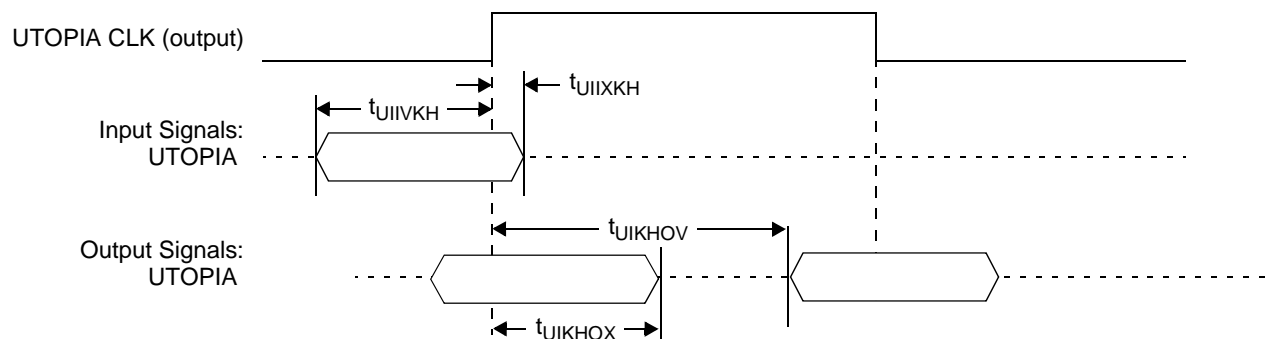 UTOPIA CLK (output)
tUIIXKH
tUIIVKH
Input Signals:
UTOPIA
tUIKHOV
Output Signals:
UTOPIA
tUIKHOX